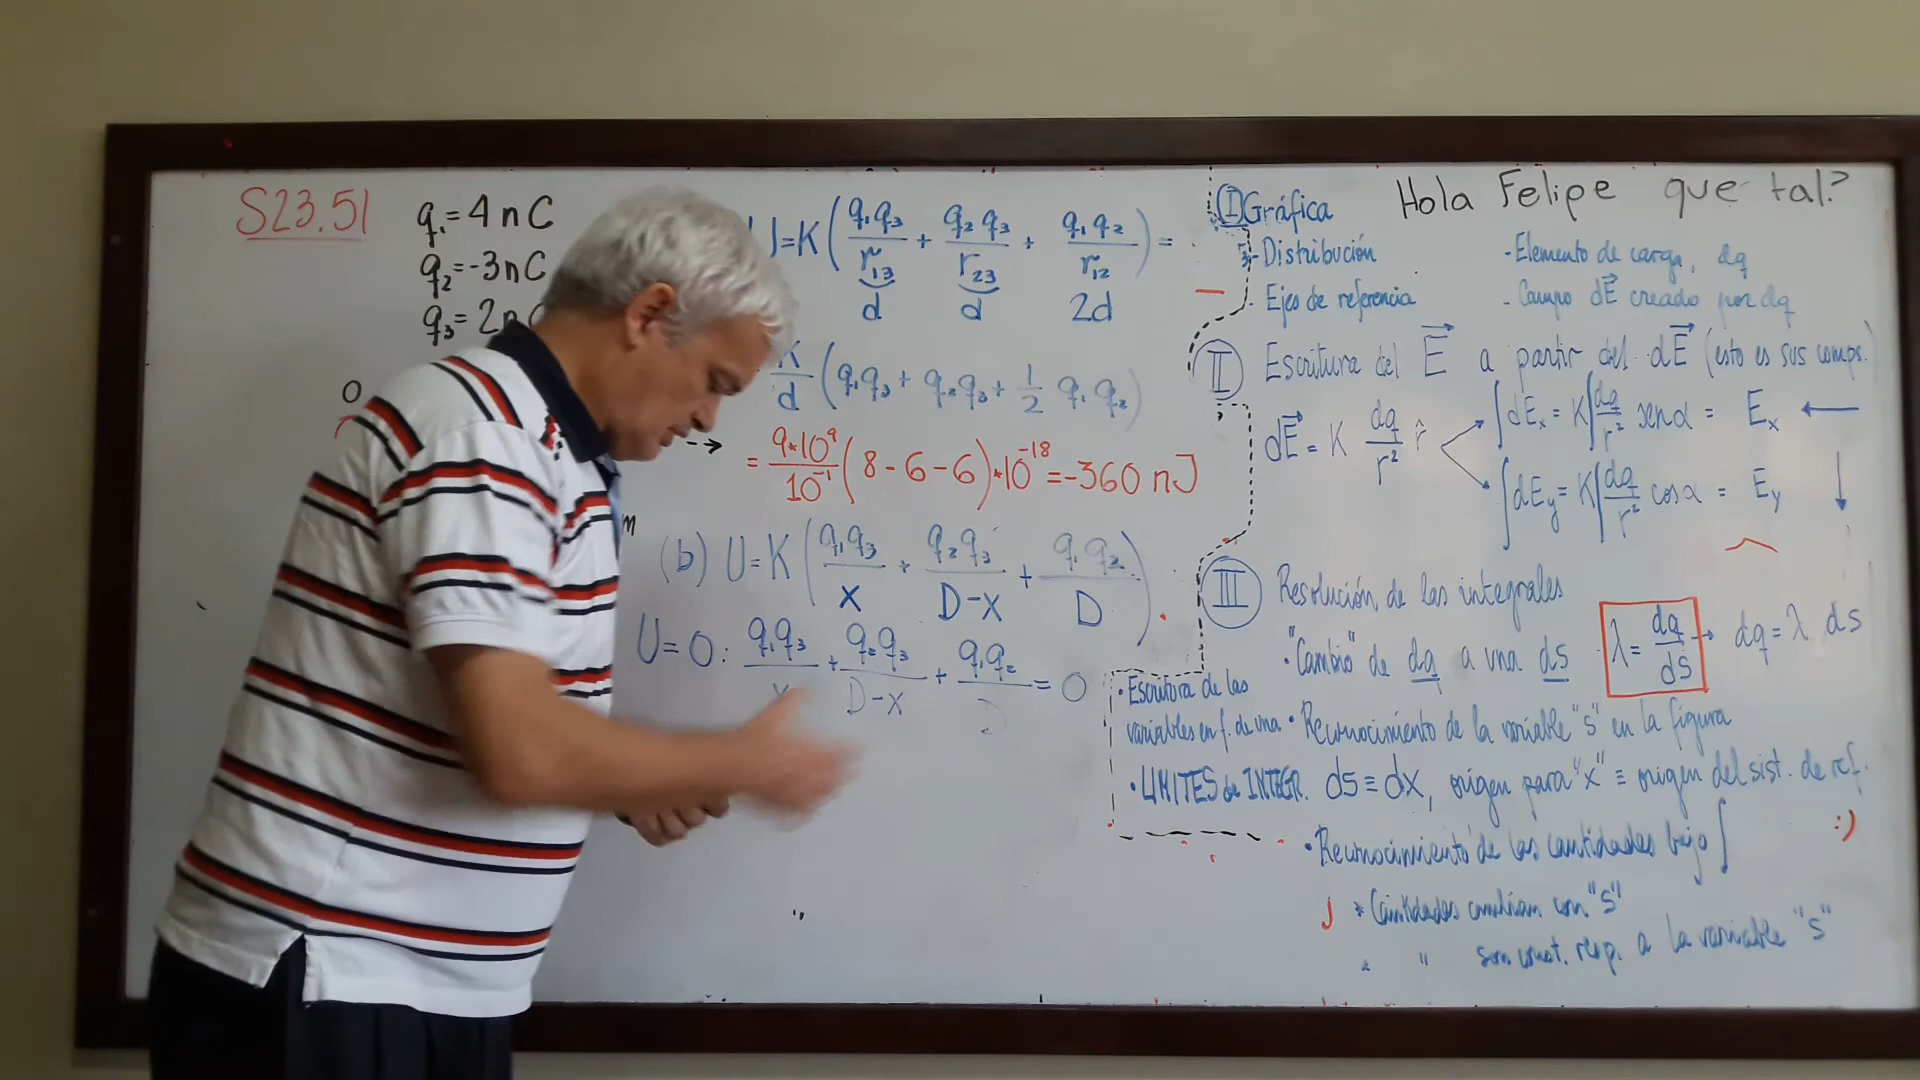 S23.51
q₁=4nC
q₂=-3nC
q₃=2nC
0
m
U=K(q₁q₃/r₁₃ + q₂q₃/r₂₃ + q₁q₂/r₁₂)=
d d 2d
K/d (q₁q₃+q₂q₃+1/2 q₁q₂)
= 9*10⁹/10⁻¹ (8-6-6)*10⁻¹⁸=-360 nJ
(b) U=K(q₁q₃/x + q₂q₃/D-x + q₁q₂/D)
U=0: q₁q₃/x + q₂q₃/D-x + q₁q₂/D = 0
Hola Felipe que tal?
I Gráfica
- Distribución
- Ejes de referencia
- Elemento de carga, dq
- Campo dE⃗ creado por dq
II Escritura del E⃗ a partir del dE⃗ (esto es sus comps.)
dE⃗ = K dq/r² r̂
∫dEₓ = K∫dq/r² senα = Eₓ
∫dE_y = K∫dq/r² cosα = E_y
III Resolución de las integrales
· "Cambio" de dq a una ds
λ = dq/ds → dq = λ ds
· Escritura de las
variables en f. de una
· Reconocimiento de la variable "s" en la figura
· LIMITES de INTEGR.
ds ≡ dx, origen para "x" ≡ origen del sist. de ref.
· Reconocimiento de las cantidades bajo ∫
:)
* Cantidades cambian con "s"
" son const. resp. a la variable "s"